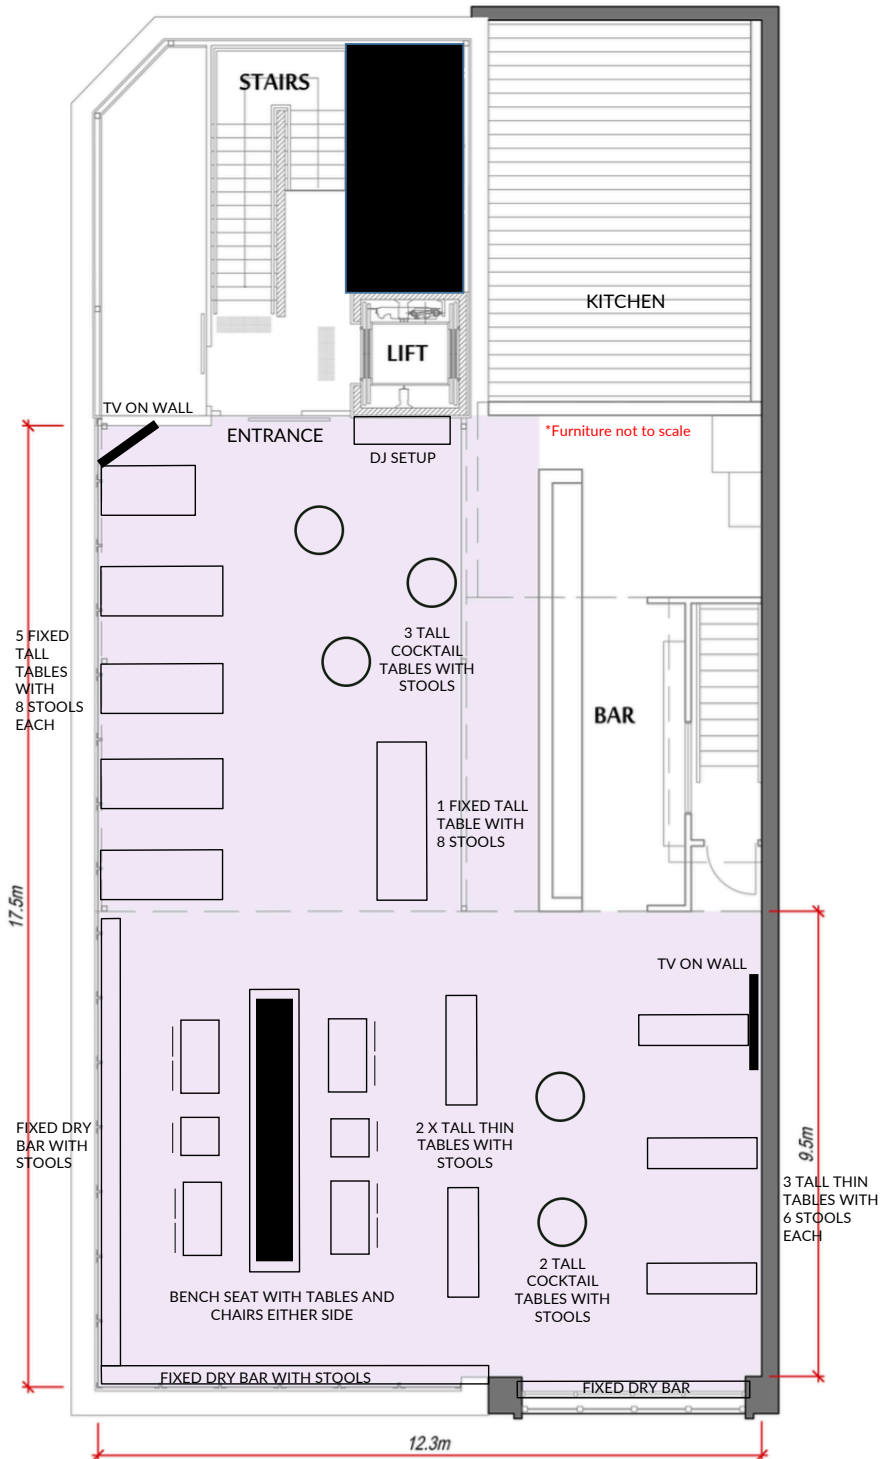 STAIRS
KITCHEN
LIFT
TV ON WALL
ENTRANCE
*Furniture not to scale
DJ SETUP
5 FIXED
TALL
TABLES
WITH
8 STOOLS
EACH
3 TALL
COCKTAIL
TABLES WITH
STOOLS
BAR
1 FIXED TALL
TABLE WITH
8 STOOLS
17.5m
TV ON WALL
FIXED DRY
BAR WITH
STOOLS
2 X TALL THIN
TABLES WITH
STOOLS
9.5m
3 TALL THIN
TABLES WITH
6 STOOLS
EACH
2 TALL
COCKTAIL
TABLES WITH
STOOLS
BENCH SEAT WITH TABLES AND
CHAIRS EITHER SIDE
FIXED DRY BAR WITH STOOLS
FIXED DRY BAR
12.3m